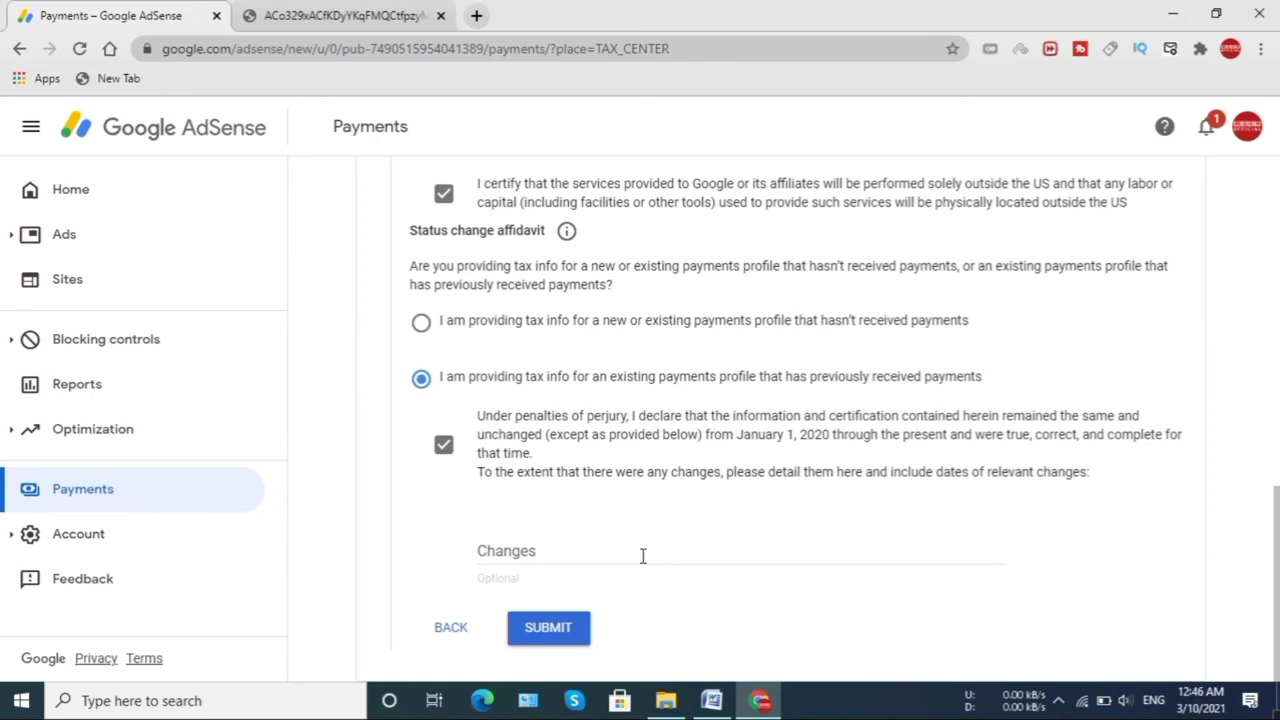 Payments – Google AdSense
ACo329xACfKDyYKqFMQCtfpzyM
google.com/adsense/new/u/0/pub-7490515954041389/payments/?place=TAX_CENTER
IQ
Apps
New Tab
Google AdSense
Payments
1
Home
Ads
Sites
Blocking controls
Reports
Optimization
Payments
Account
Feedback
Google Privacy Terms
I certify that the services provided to Google or its affiliates will be performed solely outside the US and that any labor or
capital (including facilities or other tools) used to provide such services will be physically located outside the US
Status change affidavit
Are you providing tax info for a new or existing payments profile that hasn't received payments, or an existing payments profile that
has previously received payments?
I am providing tax info for a new or existing payments profile that hasn't received payments
I am providing tax info for an existing payments profile that has previously received payments
Under penalties of perjury, I declare that the information and certification contained herein remained the same and
unchanged (except as provided below) from January 1, 2020 through the present and were true, correct, and complete for
that time.
To the extent that there were any changes, please detail them here and include dates of relevant changes:
Changes
Optional
BACK
SUBMIT
Type here to search
U: 0.00 kB/s
D: 0.00 kB/s
ENG
12:46 AM
3/10/2021